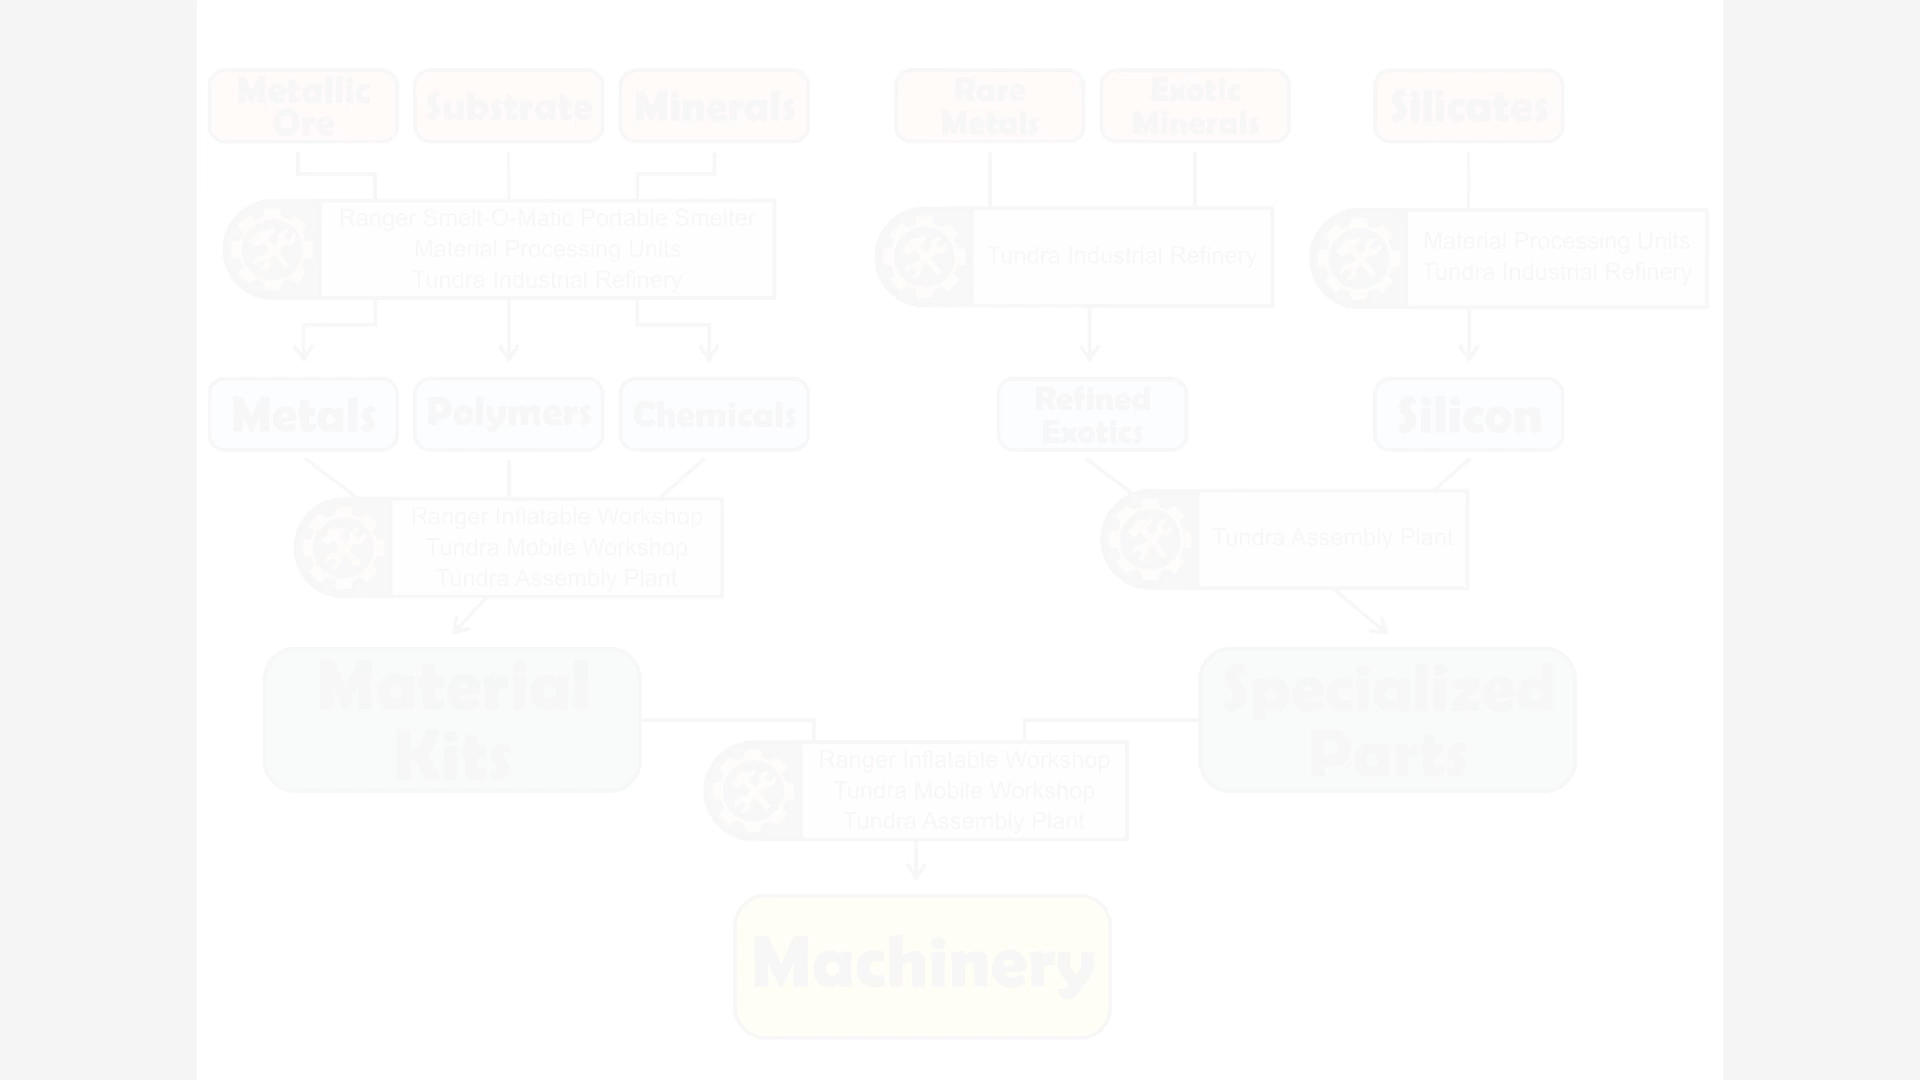 Metallic
Ore
Substrate
Minerals
Rare
Metals
Exotic
Minerals
Silicates
Ranger Smelt-O-Matic Portable Smelter
Material Processing Units
Tundra Industrial Refinery
Tundra Industrial Refinery
Material Processing Units
Tundra Industrial Refinery
Metals
Polymers
Chemicals
Refined
Exotics
Silicon
Ranger Inflatable Workshop
Tundra Mobile Workshop
Tundra Assembly Plant
Tundra Assembly Plant
Material
Kits
Specialized
Parts
Ranger Inflatable Workshop
Tundra Mobile Workshop
Tundra Assembly Plant
Machinery